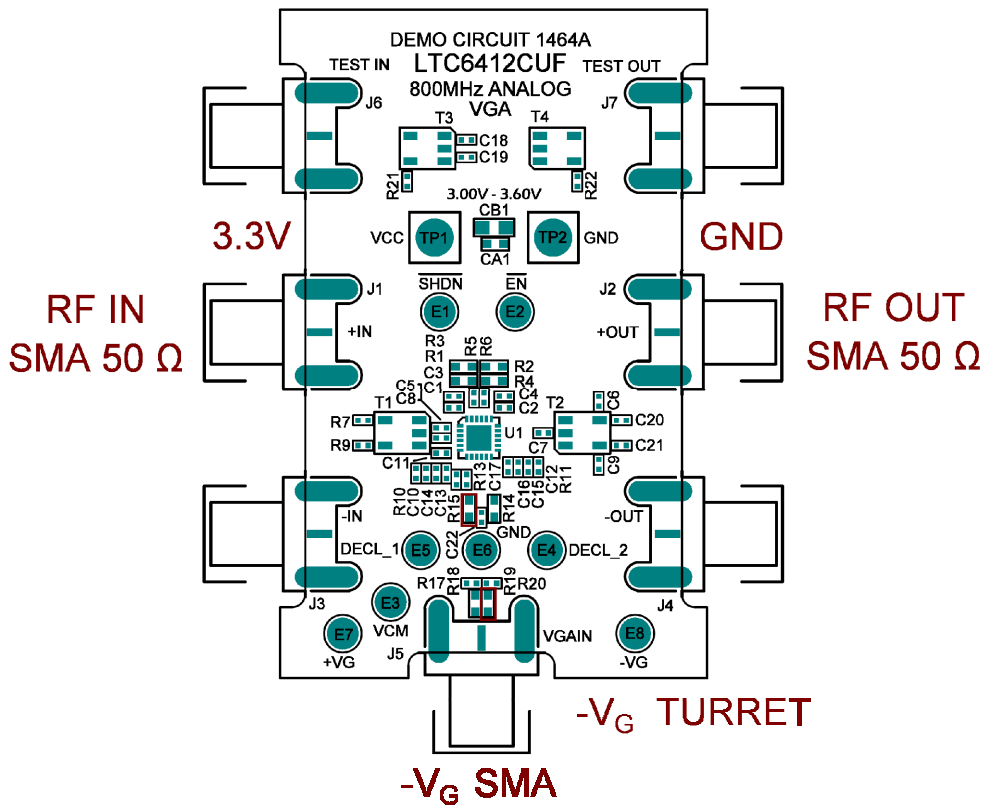 DEMO CIRCUIT 1464A
LTC6412CUF
800MHz ANALOG
VGA
TEST IN
TEST OUT
J6
J7
T3
T4
C18
C19
R21
R22
3.00V - 3.60V
CB1
3.3V
VCC
TP1
TP2
GND
GND
CA1
SHDN
EN
J1
E1
E2
J2
RF IN
SMA 50 Ω
+IN
+OUT
RF OUT
SMA 50 Ω
R3
R5
R6
R1
R2
C3
R4
C5
C1
C4
C8
C2
T1
T2
C6
R7
U1
C20
R9
C7
C21
C11
C9
R10
C10
C14
C13
R13
C17
C16
C15
C12
R11
R15
R14
-IN
-OUT
C22
GND
DECL_1
E5
E6
E4
DECL_2
R17
R18
R19
R20
J3
E3
J4
VCM
E7
+VG
J5
VGAIN
E8
-VG
-VG TURRET
-VG SMA